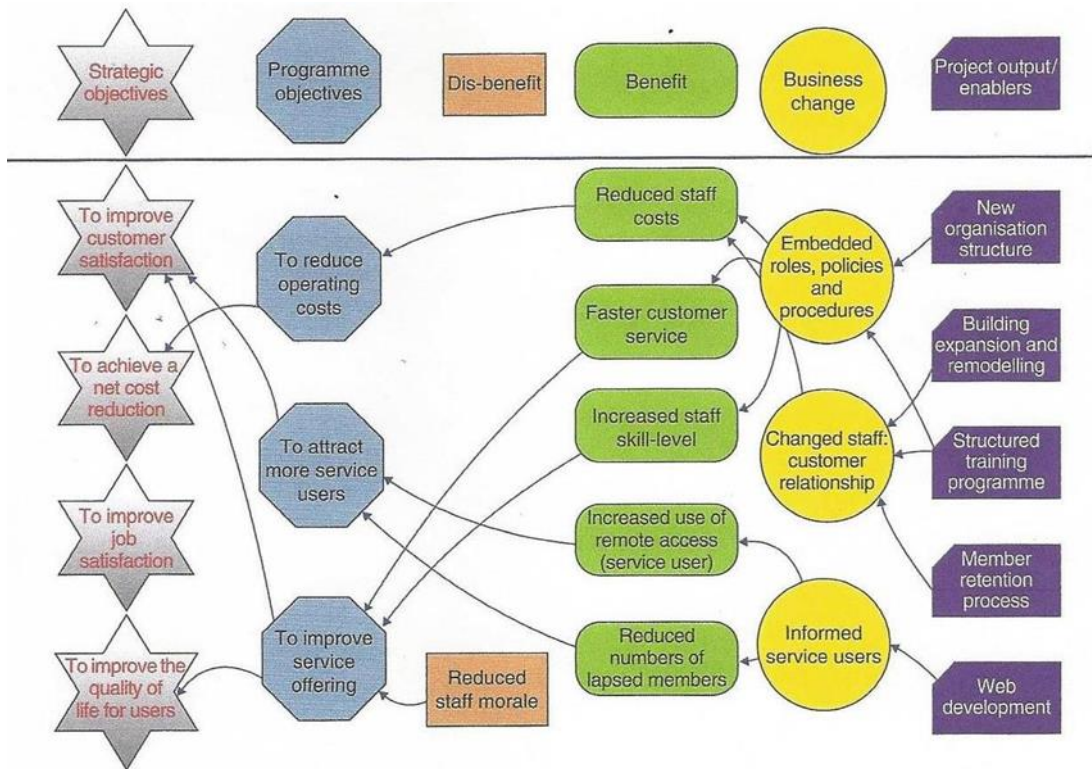 Strategic
objectives
Programme
objectives
Dis-benefit
Benefit
Business
change
Project output/
enablers
To improve
customer
satisfaction
To achieve a
net cost
reduction
To improve
job
satisfaction
To improve the
quality of
life for users
To reduce
operating
costs
To attract
more service
users
To improve
service
offering
Reduced
staff morale
Reduced staff
costs
Faster customer
service
Increased staff
skill-level
Increased use of
remote access
(service user)
Reduced
numbers of
lapsed members
Embedded
roles, policies
and
procedures
Changed staff:
customer
relationship
Informed
service users
New
organisation
structure
Building
expansion and
remodelling
Structured
training
programme
Member
retention
process
Web
development